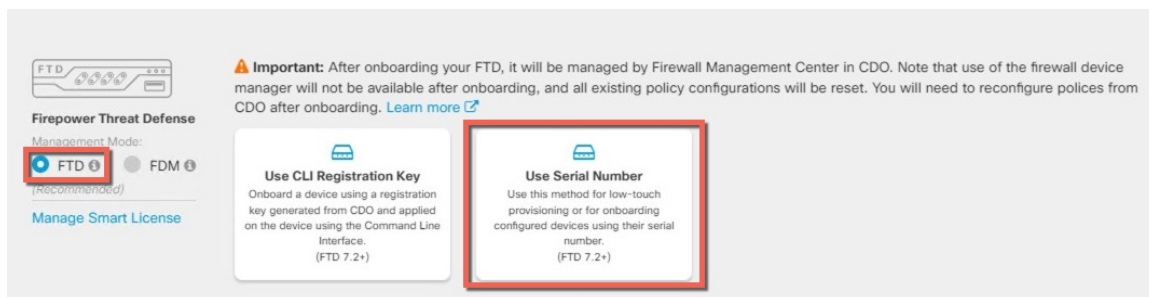 FTD
Firepower Threat Defense
Management Mode:
FTD
FDM
(Recommended)
Manage Smart License
Important: After onboarding your FTD, it will be managed by Firewall Management Center in CDO. Note that use of the firewall device
manager will not be available after onboarding, and all existing policy configurations will be reset. You will need to reconfigure polices from
CDO after onboarding. Learn more
Use CLI Registration Key
Onboard a device using a registration
key generated from CDO and applied
on the device using the Command Line
Interface.
(FTD 7.2+)
Use Serial Number
Use this method for low-touch
provisioning or for onboarding
configured devices using their serial
number.
(FTD 7.2+)